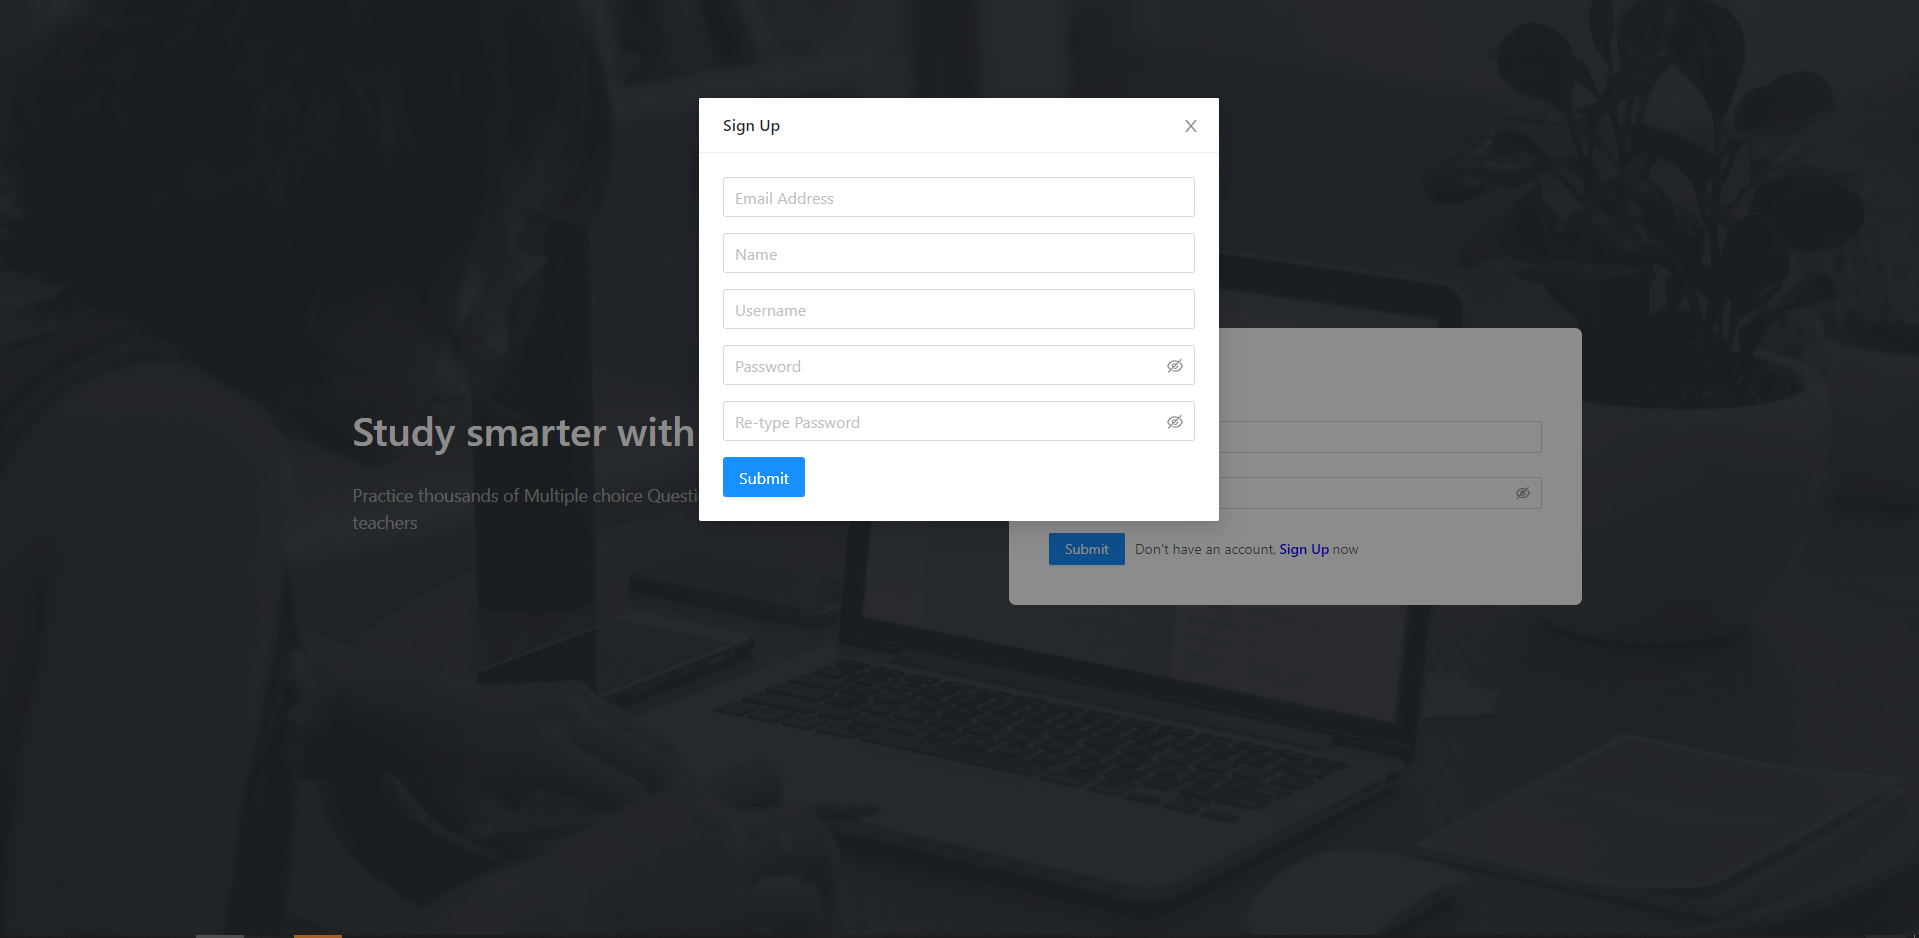 Sign Up
Email Address
Name
Username
Password
Re-type Password
Submit
Study smarter with
Practice thousands of Multiple choice
teachers
Submit Don't have an account, Sign Up now